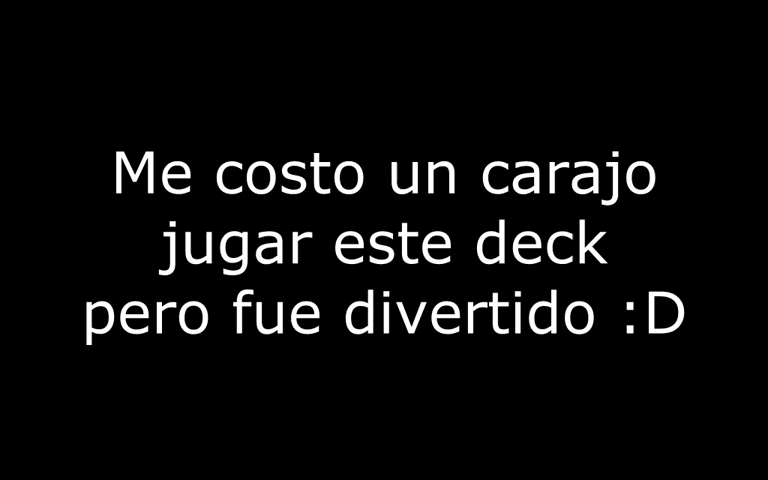 Me costo un carajo
jugar este deck
pero fue divertido :D